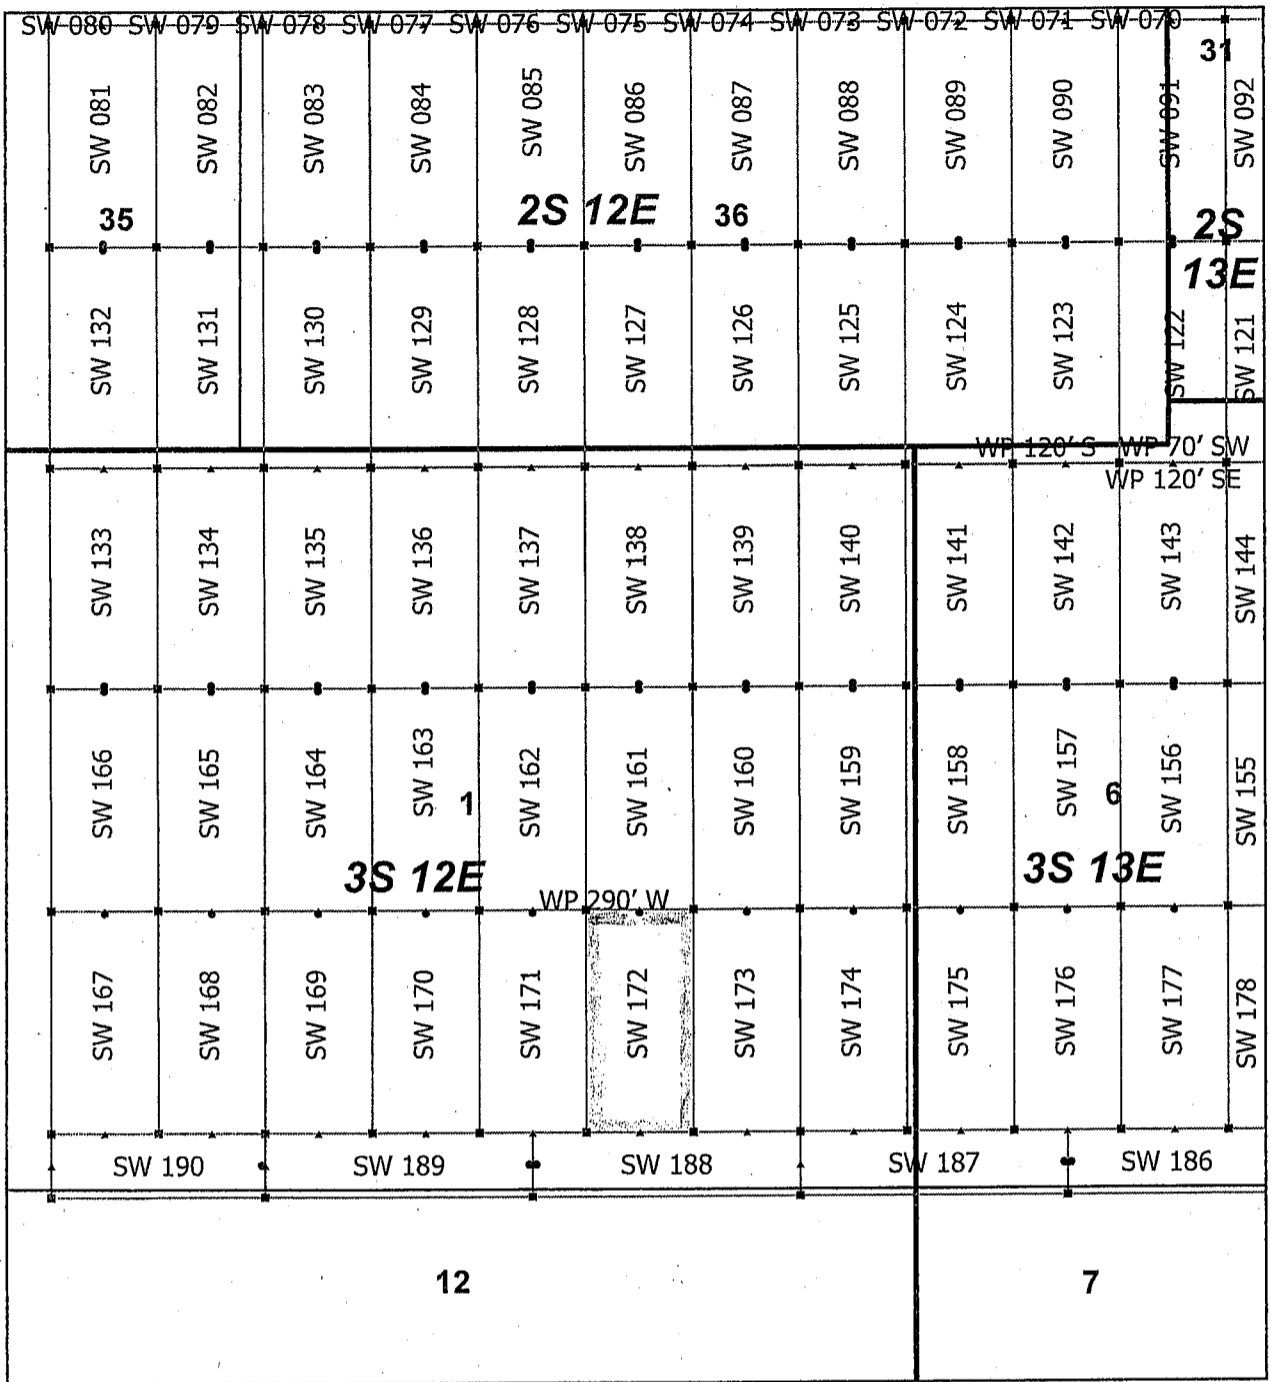 SW 080 SW 079 SW 078 SW 077 SW 076 SW 075 SW 074 SW 073 SW 072 SW 071 SW 070
31
SW 081 SW 082 SW 083 SW 084 SW 085 SW 086 SW 087 SW 088 SW 089 SW 090 SW 091 SW 092
35 2S 12E 36 2S
13E
SW 132 SW 131 SW 130 SW 129 SW 128 SW 127 SW 126 SW 125 SW 124 SW 123 SW 122 SW 121
WP 120' S WP 70' SW
WP 120' SE
SW 133 SW 134 SW 135 SW 136 SW 137 SW 138 SW 139 SW 140 SW 141 SW 142 SW 143 SW 144
SW 166 SW 165 SW 164 SW 163 SW 162 SW 161 SW 160 SW 159 SW 158 SW 157 SW 156 SW 155
1 6
3S 12E 3S 13E
WP 290' W
SW 167 SW 168 SW 169 SW 170 SW 171 SW 172 SW 173 SW 174 SW 175 SW 176 SW 177 SW 178
SW 190 SW 189 SW 188 SW 187 SW 186
12 7